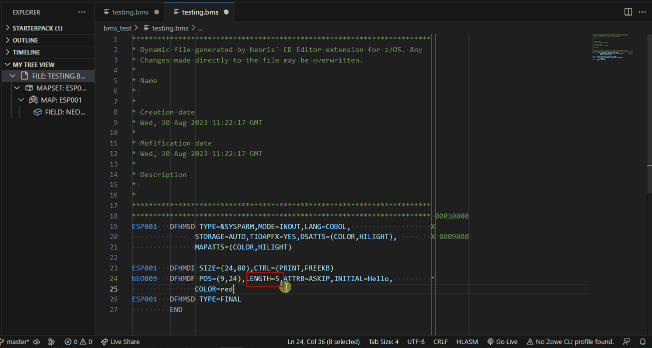 EXPLORER
STARTERPACK (1)
OUTLINE
TIMELINE
MY TREE VIEW
FILE: TESTING.B...
MAPSET: ESP0...
MAP: ESP001
FIELD: NEO...
testing.bms
testing.bms
bms_test > testing.bms > ...
1 ******************************************************************
2 * Dynamic file generated by Neoris' CB Editor extension for z/OS. Any
3 * Changes made directly to the file may be overwritten.
4 *
5 * Name
6 *
7 *
8 * Creation date
9 * Wed, 30 Aug 2023 11:22:17 GMT
10 *
11 * Mofification date
12 * Wed, 30 Aug 2023 11:22:17 GMT
13 *
14 * Description
15 *
16 *
17 ******************************************************************
18 ****************************************************************** 00010000
19 ESP001 DFHMSD TYPE=&SYSPARM,MODE=INOUT,LANG=COBOL, X
20 STORAGE=AUTO,TIOAPFX=YES,DSATTS=(COLOR,HILIGHT), X 0009000
21 MAPATTS=(COLOR,HILIGHT)
22
23 ESP001 DFHMDI SIZE=(24,80),CTRL=(PRINT,FREEKB)
24 NEO009 DFHMDF POS=(9,24),LENGTH=5,ATTRB=ASKIP,INITIAL=Hello, *
25 COLOR=red
26 ESP001 DFHMSD TYPE=FINAL
27 END
master* 0 0 Live Share Ln 24, Col 36 (8 selected) Tab Size: 4 UTF-8 CRLF HLASM Go Live No Zowe CLI profile found.